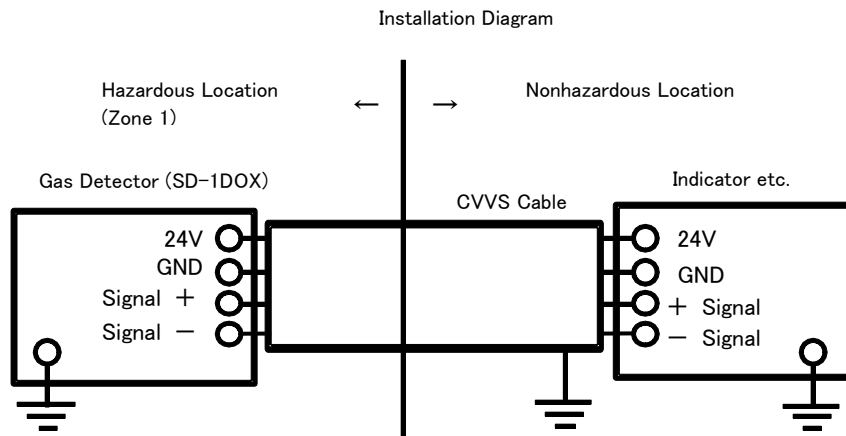 Installation Diagram
Hazardous Location
(Zone 1)
← →
Nonhazardous Location
Gas Detector (SD-1DOX)
CVVS Cable
Indicator etc.
24V
GND
Signal +
Signal -
24V
GND
+ Signal
- Signal